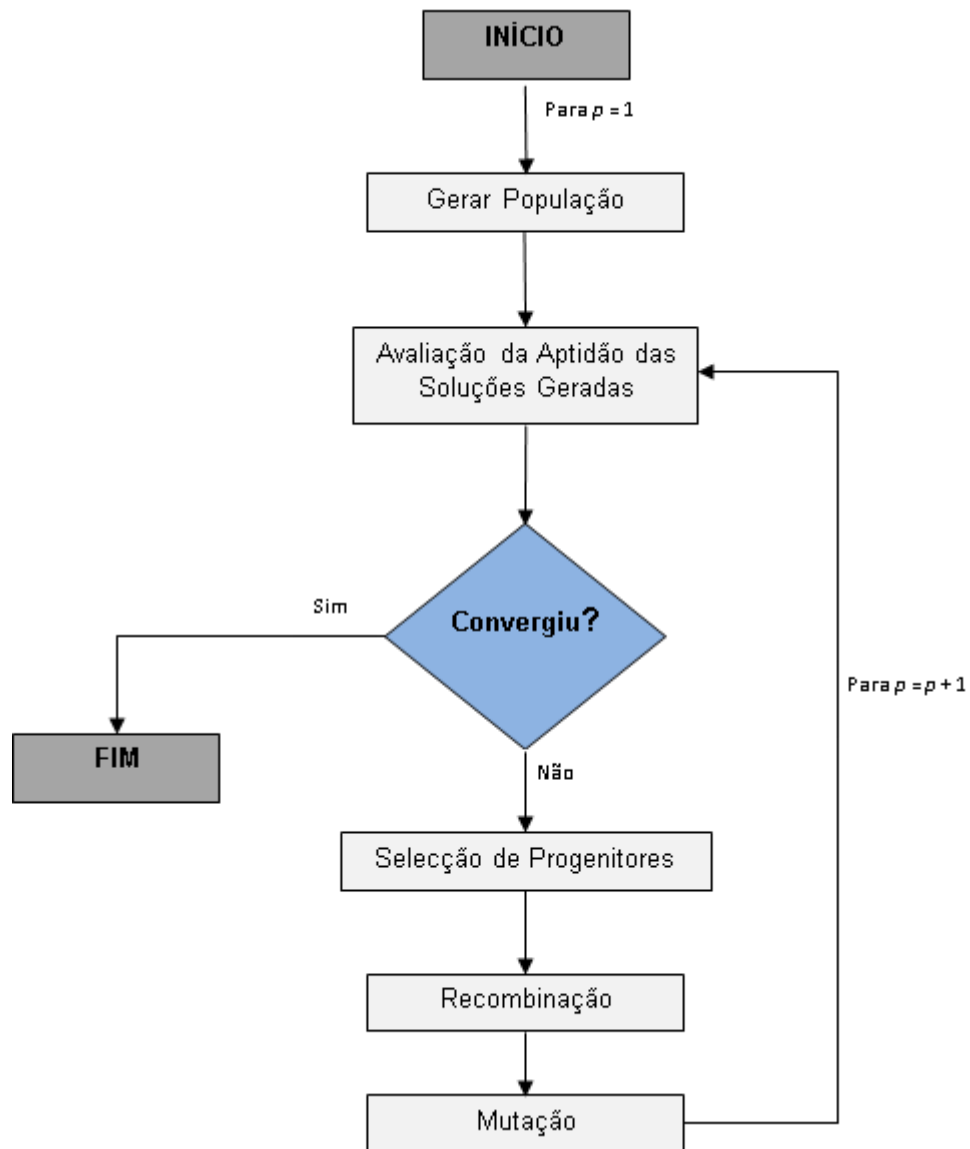 INÍCIO
Para p = 1
Gerar População
Avaliação da Aptidão das
Soluções Geradas
Convergiu?
Sim
Para p = p + 1
FIM
Não
Selecção de Progenitores
Recombinação
Mutação